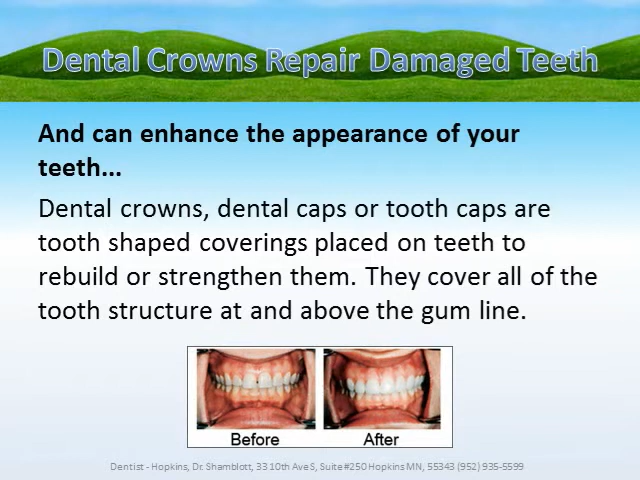 Dental Crowns Repair Damaged Teeth
And can enhance the appearance of your
teeth...
Dental crowns, dental caps or tooth caps are
tooth shaped coverings placed on teeth to
rebuild or strengthen them. They cover all of the
tooth structure at and above the gum line.
Before After
Dentist - Hopkins, Dr. Shamblott, 33 10th Ave S, Suite #250 Hopkins MN, 55343 (952) 935-5599